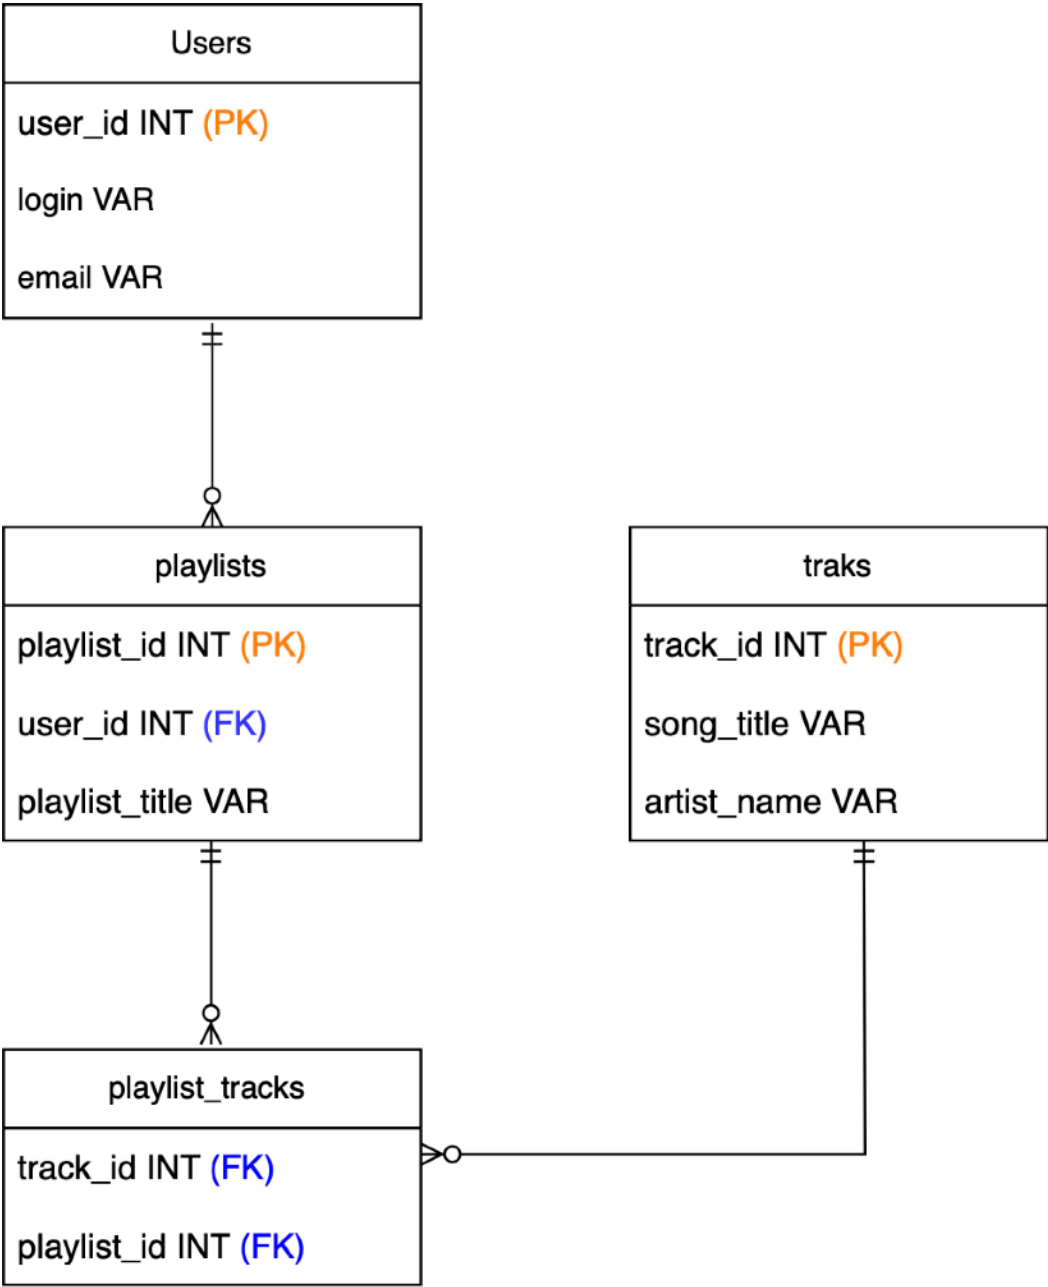 Users
user_id INT (PK)
login VAR
email VAR
playlists
playlist_id INT (PK)
user_id INT (FK)
playlist_title VAR
traks
track_id INT (PK)
song_title VAR
artist_name VAR
playlist_tracks
track_id INT (FK)
playlist_id INT (FK)